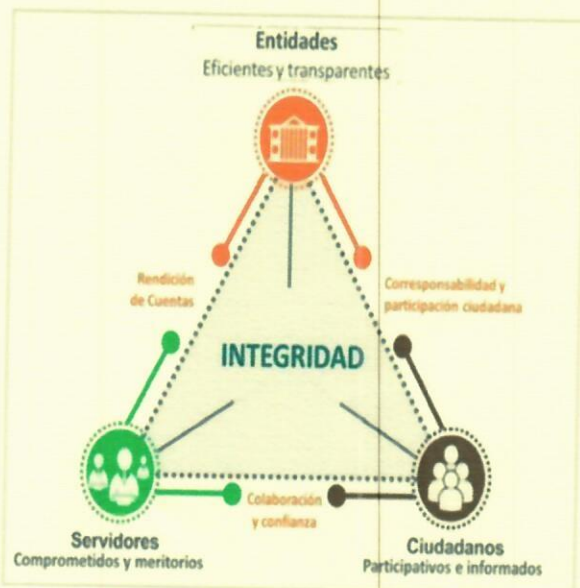 Entidades
Eficientes y transparentes
Rendición
de Cuentas
Corresponsabilidad y
participación ciudadana
INTEGRIDAD
Colaboración
y confianza
Servidores
Comprometidos y meritorios
Ciudadanos
Participativos e informados